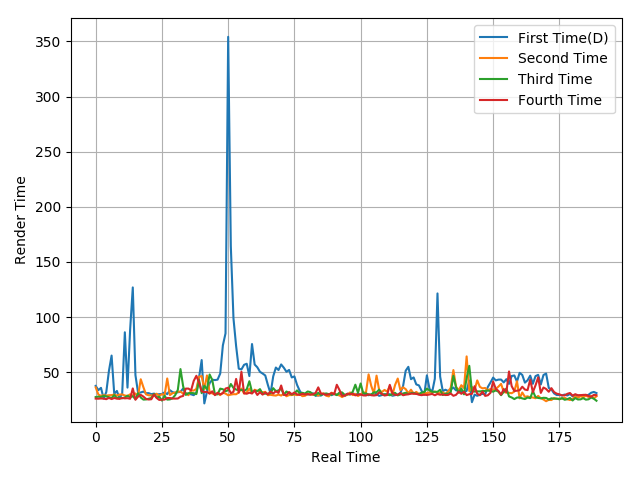 First Time(D)
Second Time
Third Time
Fourth Time
350
300
250
200
150
100
50
Render Time
0 25 50 75 100 125 150 175
Real Time